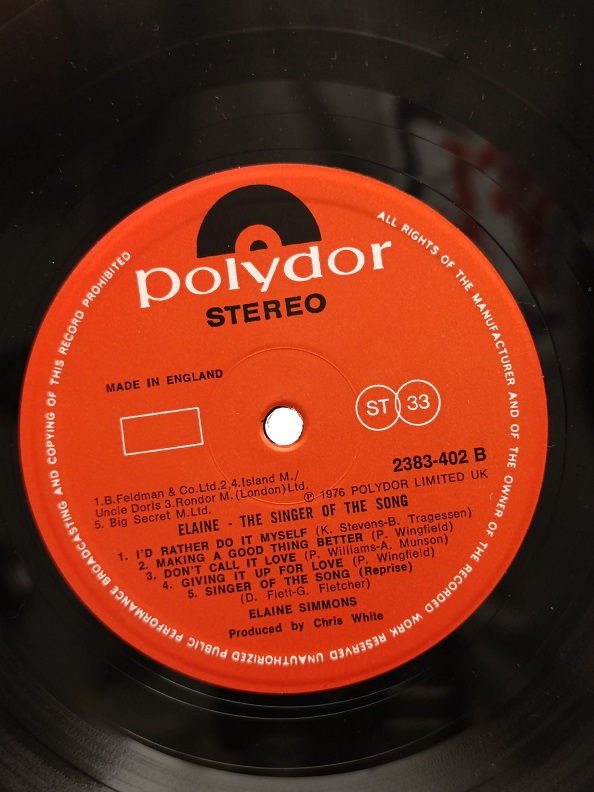 polydor
STEREO
ALL RIGHTS OF THE MANUFACTURER AND OF THE OWNER OF THE RECORDED WORK RESERVED UNAUTHORIZED PUBLIC PERFORMANCE BROADCASTING AND COPYING OF THIS RECORD PROHIBITED
MADE IN ENGLAND
ST 33
2383-402 B
1.B.Feldman & Co.Ltd.2,4.Island M./
Uncle Doris 3.Rondor M.(London)Ltd.
5. Big Secret M.Ltd.
℗ 1976 POLYDOR LIMITED UK
ELAINE - THE SINGER OF THE SONG
1. I'D RATHER DO IT MYSELF (K. Stevens-B. Tragessen)
2. MAKING A GOOD THING BETTER (P. Wingfield)
3. DON'T CALL IT LOVE (P. Williams-A. Munson)
4. GIVING IT UP FOR LOVE (P. Wingfield)
5. SINGER OF THE SONG (Reprise)
(D. Flett-G. Fletcher)
ELAINE SIMMONS
Produced by Chris White